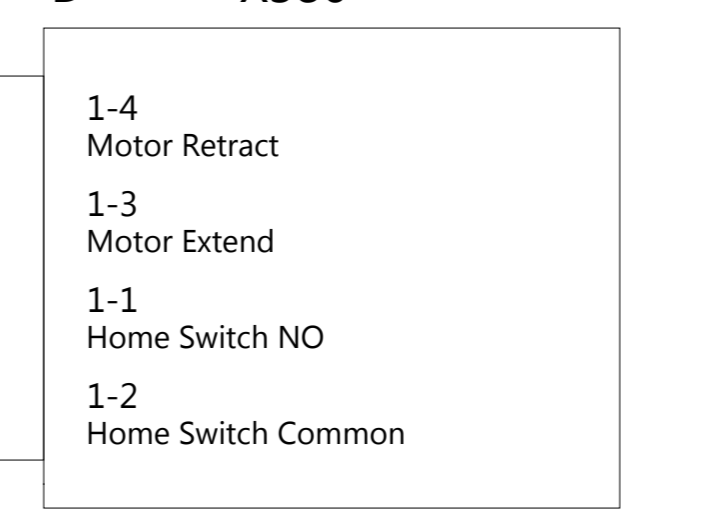 1-4
Motor Retract
1-3
Motor Extend
1-1
Home Switch NO
1-2
Home Switch Common